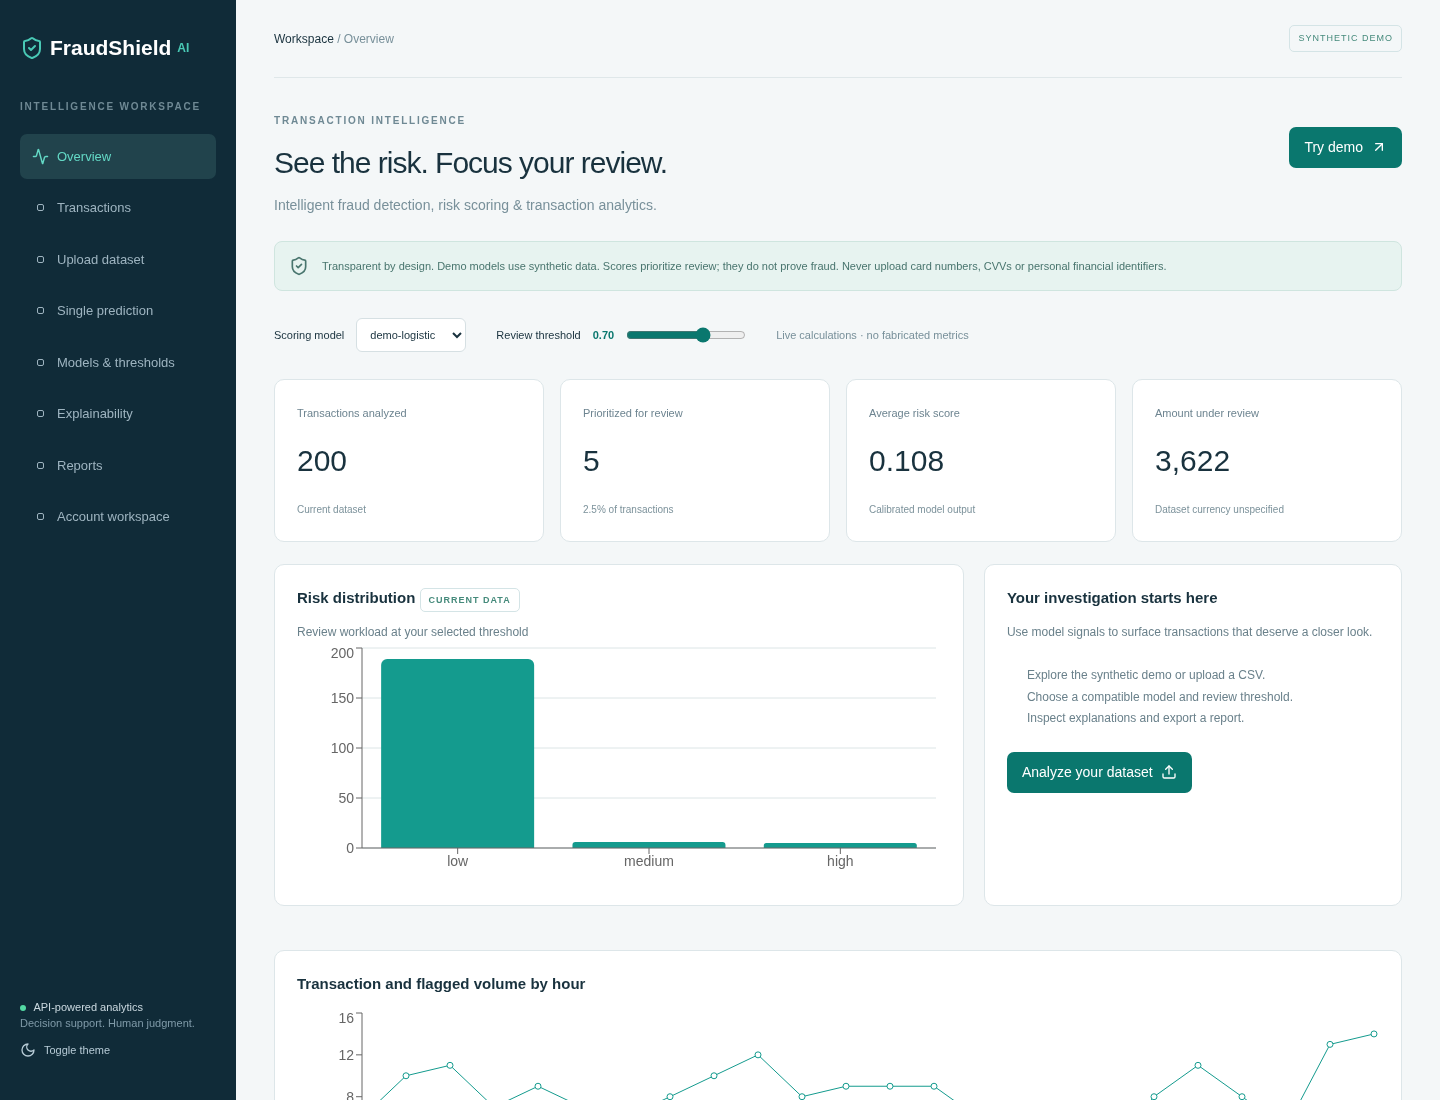 FraudShield AI
INTELLIGENCE WORKSPACE
Overview
Transactions
Upload dataset
Single prediction
Models & thresholds
Explainability
Reports
Account workspace
API-powered analytics
Decision support. Human judgment.
Toggle theme
Workspace / Overview
SYNTHETIC DEMO
TRANSACTION INTELLIGENCE
See the risk. Focus your review.
Try demo
Intelligent fraud detection, risk scoring & transaction analytics.
Transparent by design. Demo models use synthetic data. Scores prioritize review; they do not prove fraud. Never upload card numbers, CVVs or personal financial identifiers.
Scoring model demo-logistic Review threshold 0.70 Live calculations · no fabricated metrics
Transactions analyzed
200
Current dataset
Prioritized for review
5
2.5% of transactions
Average risk score
0.108
Calibrated model output
Amount under review
3,622
Dataset currency unspecified
Risk distribution CURRENT DATA
Review workload at your selected threshold
200
150
100
50
0
low medium high
Your investigation starts here
Use model signals to surface transactions that deserve a closer look.
Explore the synthetic demo or upload a CSV.
Choose a compatible model and review threshold.
Inspect explanations and export a report.
Analyze your dataset
Transaction and flagged volume by hour
16
12
8